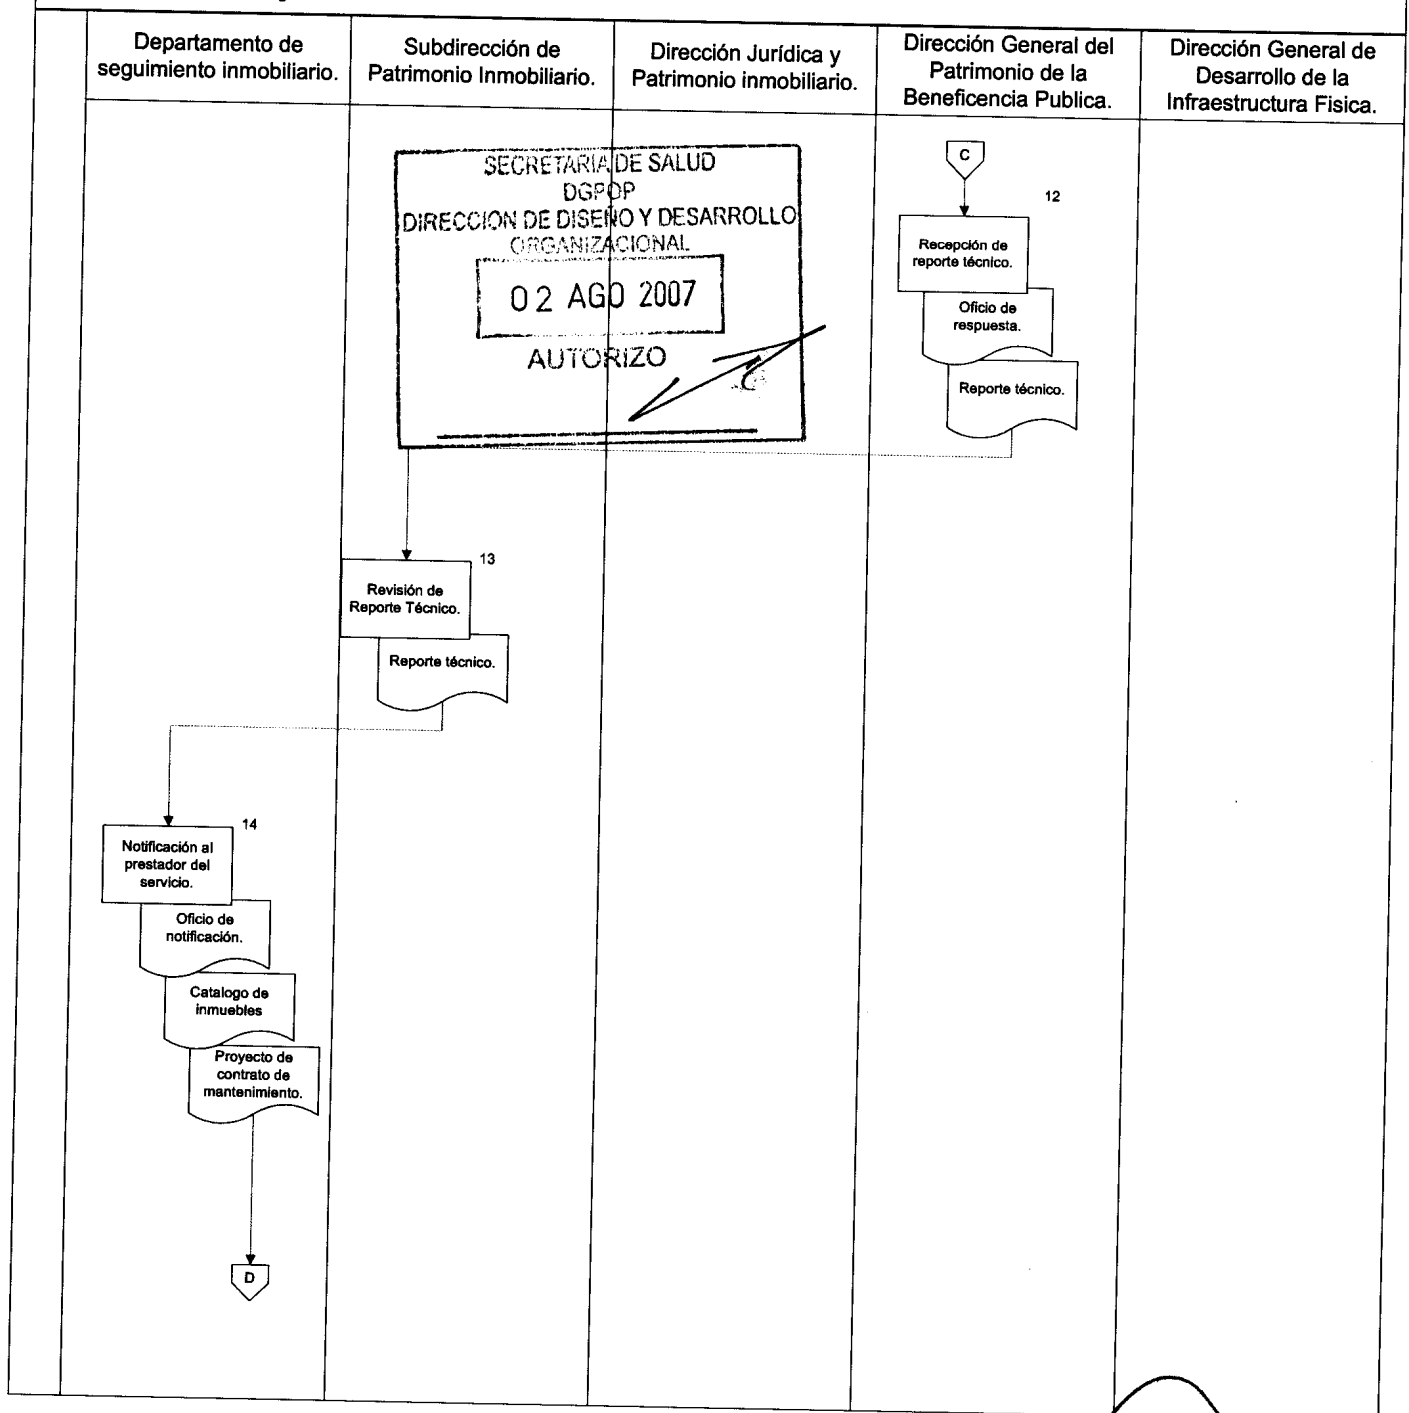 Departamento de
seguimiento inmobiliario.
Subdirección de
Patrimonio Inmobiliario.
Dirección Jurídica y
Patrimonio inmobiliario.
Dirección General del
Patrimonio de la
Beneficencia Publica.
Dirección General de
Desarrollo de la
Infraestructura Fisica.
SECRETARIA DE SALUD
DGPOP
DIRECCION DE DISEÑO Y DESARROLLO
ORGANIZACIONAL
02 AGO 2007
AUTORIZO
C
12
Recepción de
reporte técnico.
Oficio de
respuesta.
Reporte técnico.
13
Revisión de
Reporte Técnico.
Reporte técnico.
14
Notificación al
prestador del
servicio.
Oficio de
notificación.
Catalogo de
inmuebles
Proyecto de
contrato de
mantenimiento.
D